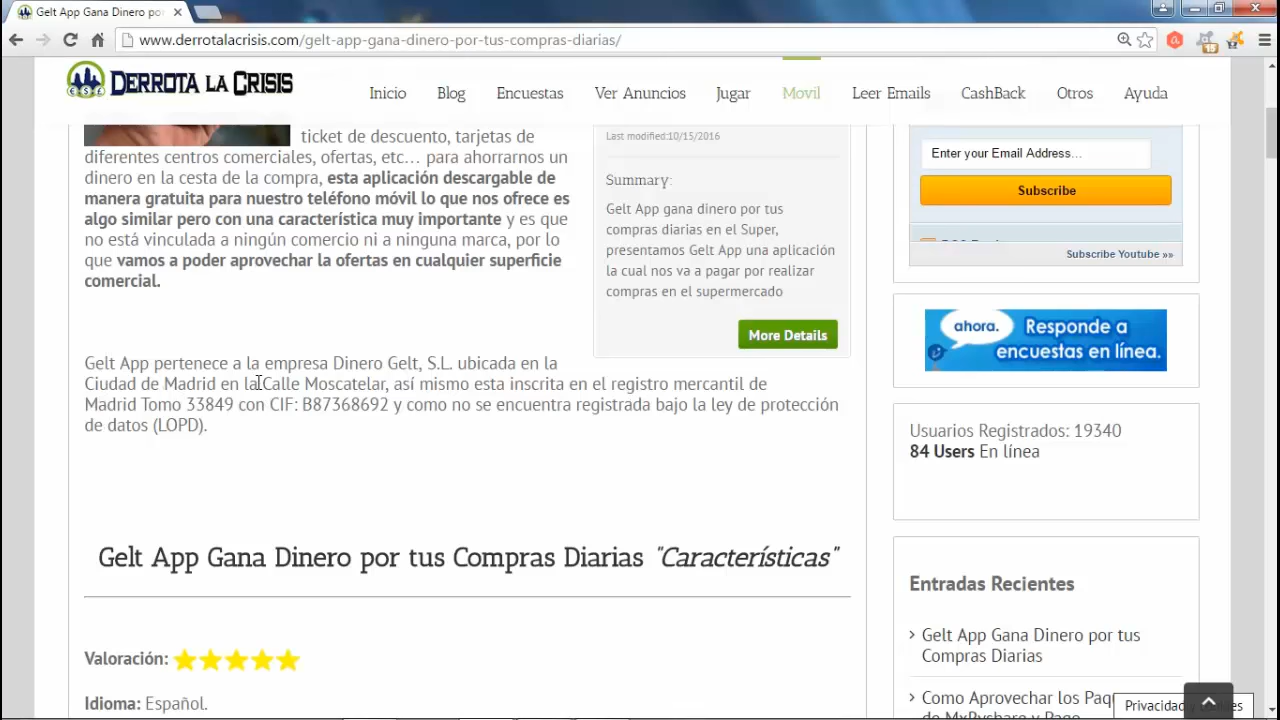 Gelt App Gana Dinero por
www.derrotalacrisis.com/gelt-app-gana-dinero-por-tus-compras-diarias/
15
DERROTA LA CRISIS
Inicio
Blog
Encuestas
Ver Anuncios
Jugar
Movil
Leer Emails
CashBack
Otros
Ayuda
ticket de descuento, tarjetas de
diferentes centros comerciales, ofertas, etc… para ahorrarnos un
dinero en la cesta de la compra, esta aplicación descargable de
manera gratuita para nuestro teléfono móvil lo que nos ofrece es
algo similar pero con una característica muy importante y es que
no está vinculada a ningún comercio ni a ninguna marca, por lo
que vamos a poder aprovechar la ofertas en cualquier superficie
comercial.
Last modified:10/15/2016
Summary:
Gelt App gana dinero por tus
compras diarias en el Super,
presentamos Gelt App una aplicación
la cual nos va a pagar por realizar
compras en el supermercado
More Details
Gelt App pertenece a la empresa Dinero Gelt, S.L. ubicada en la
Ciudad de Madrid en la Calle Moscatelar, así mismo esta inscrita en el registro mercantil de
Madrid Tomo 33849 con CIF: B87368692 y como no se encuentra registrada bajo la ley de protección
de datos (LOPD).
Gelt App Gana Dinero por tus Compras Diarias "Características"
Valoración:
Idioma: Español.
Enter your Email Address...
Subscribe
Subscribe Youtube »»
ahora.
Responde a
encuestas en línea.
Usuarios Registrados: 19340
84 Users En línea
Entradas Recientes
Gelt App Gana Dinero por tus
Compras Diarias
Como Aprovechar los Pag
de MyPayshare y Pago
Privacidad y cookies